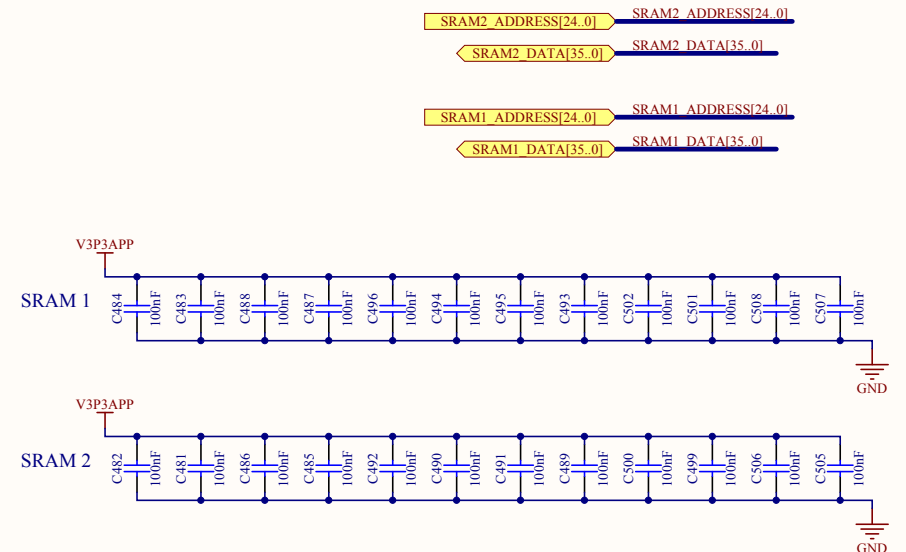 SRAM2_ADDRESS[24..0] SRAM2_ADDRESS[24..0]
SRAM2_DATA[35..0] SRAM2_DATA[35..0]
SRAM1_ADDRESS[24..0] SRAM1_ADDRESS[24..0]
SRAM1_DATA[35..0] SRAM1_DATA[35..0]
V3P3APP
SRAM 1
C484 100nF C483 100nF C488 100nF C487 100nF C496 100nF C494 100nF C495 100nF C493 100nF C502 100nF C501 100nF C508 100nF C507 100nF
GND
V3P3APP
SRAM 2
C482 100nF C481 100nF C486 100nF C485 100nF C492 100nF C490 100nF C491 100nF C489 100nF C500 100nF C499 100nF C506 100nF C505 100nF
GND